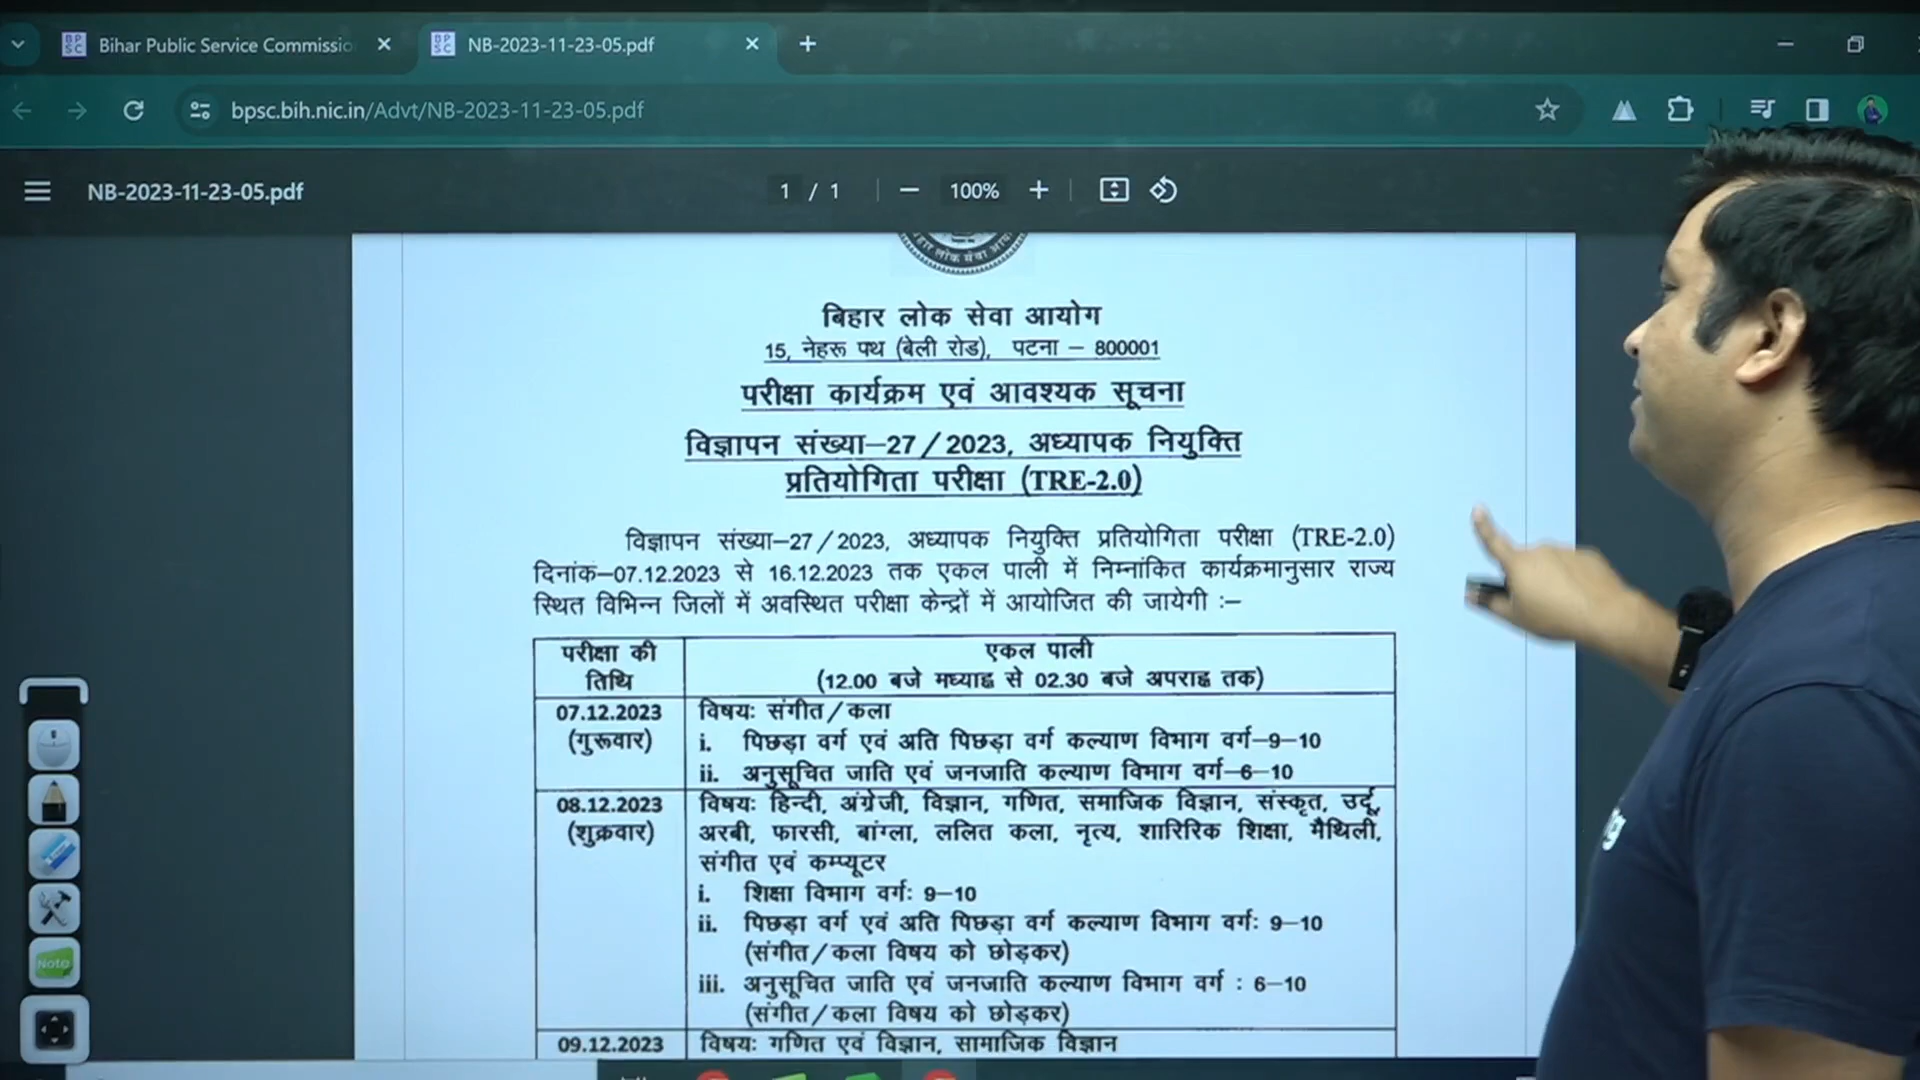 Bihar Public Service Commissio
NB-2023-11-23-05.pdf
bpsc.bih.nic.in/Advt/NB-2023-11-23-05.pdf
NB-2023-11-23-05.pdf
1 / 1
100%
बिहार लोक सेवा आयोग
15, नेहरू पथ (बेली रोड), पटना – 800001
परीक्षा कार्यक्रम एवं आवश्यक सूचना
विज्ञापन संख्या–27/2023, अध्यापक नियुक्ति
प्रतियोगिता परीक्षा (TRE-2.0)
विज्ञापन संख्या–27/2023, अध्यापक नियुक्ति प्रतियोगिता परीक्षा (TRE-2.0)
दिनांक–07.12.2023 से 16.12.2023 तक एकल पाली में निम्नांकित कार्यक्रमानुसार राज्य
स्थित विभिन्न जिलों में अवस्थित परीक्षा केन्द्रों में आयोजित की जायेगी :–
परीक्षा की तिथि
एकल पाली
(12.00 बजे मध्याह्न से 02.30 बजे अपराह्न तक)
07.12.2023
(गुरूवार)
विषयः संगीत/कला
i. पिछड़ा वर्ग एवं अति पिछड़ा वर्ग कल्याण विभाग वर्ग–9–10
ii. अनुसूचित जाति एवं जनजाति कल्याण विभाग वर्ग–6–10
08.12.2023
(शुक्रवार)
विषयः हिन्दी, अंग्रेजी, विज्ञान, गणित, समाजिक विज्ञान, संस्कृत, उर्दू,
अरबी, फारसी, बांग्ला, ललित कला, नृत्य, शारिरिक शिक्षा, मैथिली,
संगीत एवं कम्प्यूटर
i. शिक्षा विभाग वर्गः 9–10
ii. पिछड़ा वर्ग एवं अति पिछड़ा वर्ग कल्याण विभाग वर्गः 9–10
(संगीत/कला विषय को छोड़कर)
iii. अनुसूचित जाति एवं जनजाति कल्याण विभाग वर्ग : 6–10
(संगीत/कला विषय को छोड़कर)
09.12.2023
विषयः गणित एवं विज्ञान, सामाजिक विज्ञान
Note